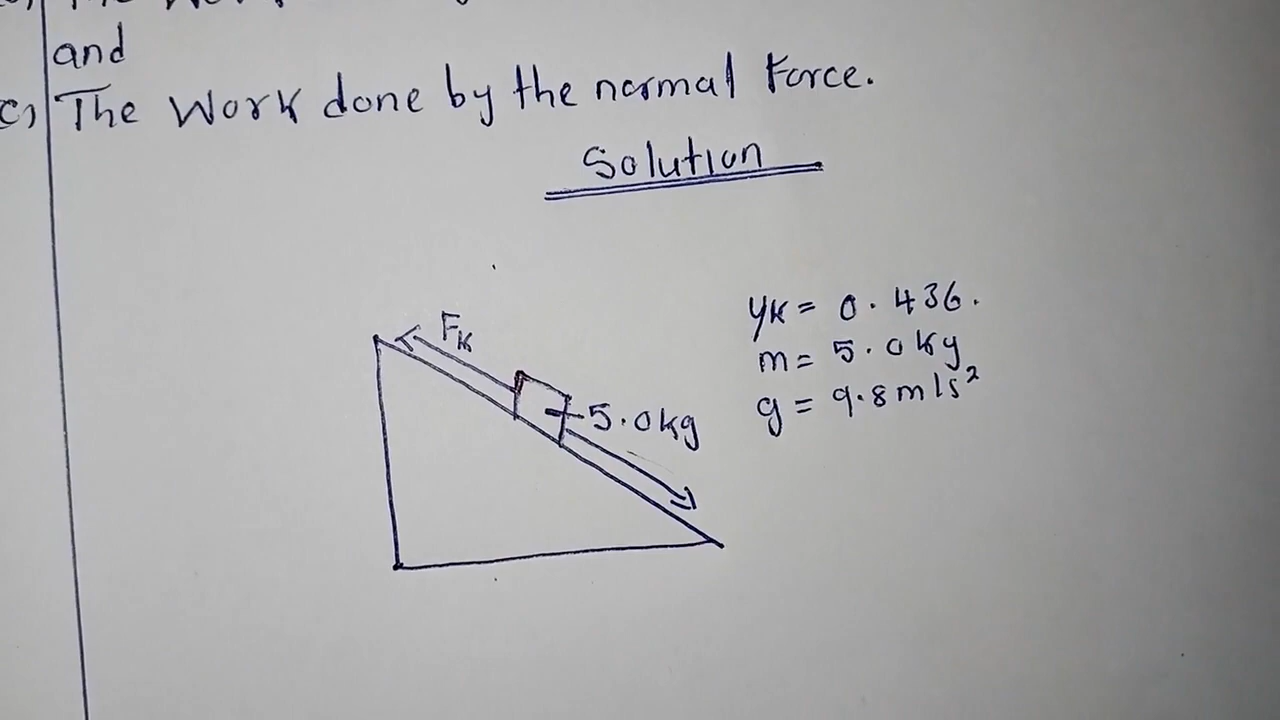 and
c) The Work done by the normal Force.
Solution
FK
5.0kg
μK = 0.436.
m = 5.0kg
g = 9.8m/s²